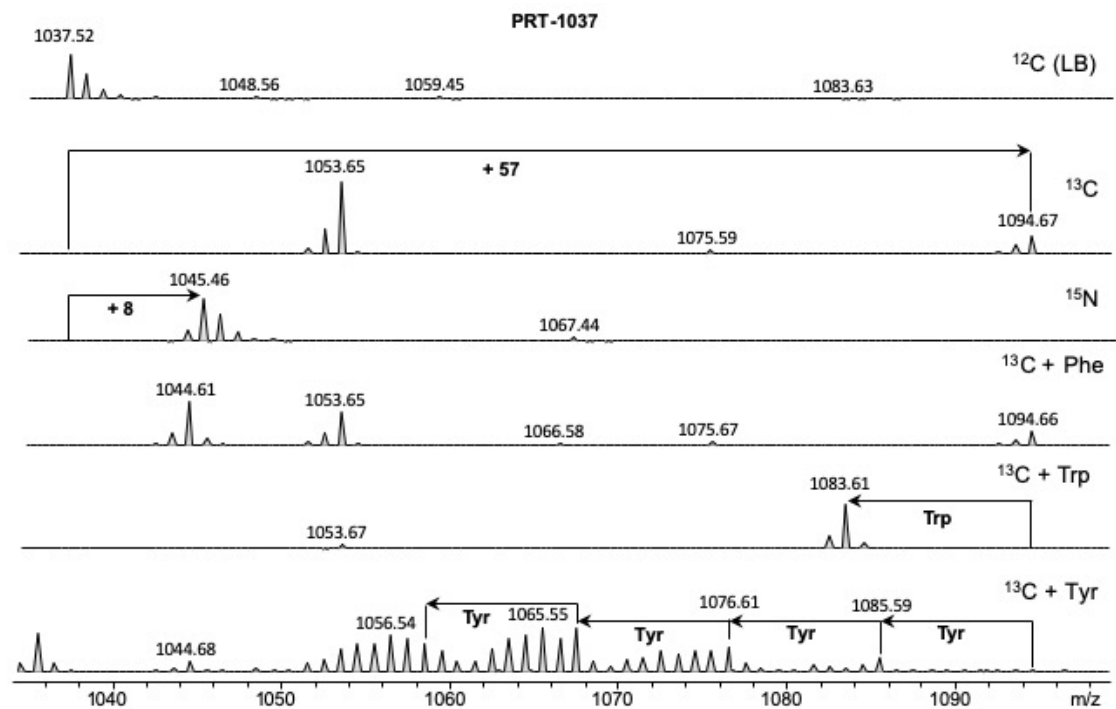 PRT-1037
1037.52
1048.56
1059.45
1083.63
¹²C (LB)
+ 57
1053.65
1075.59
1094.67
¹³C
1045.46
+ 8
1067.44
¹⁵N
¹³C + Phe
1044.61
1053.65
1066.58
1075.67
1094.66
¹³C + Trp
1053.67
1083.61
Trp
¹³C + Tyr
1044.68
1056.54
Tyr
1065.55
Tyr
1076.61
Tyr
1085.59
Tyr
1040 1050 1060 1070 1080 1090 m/z